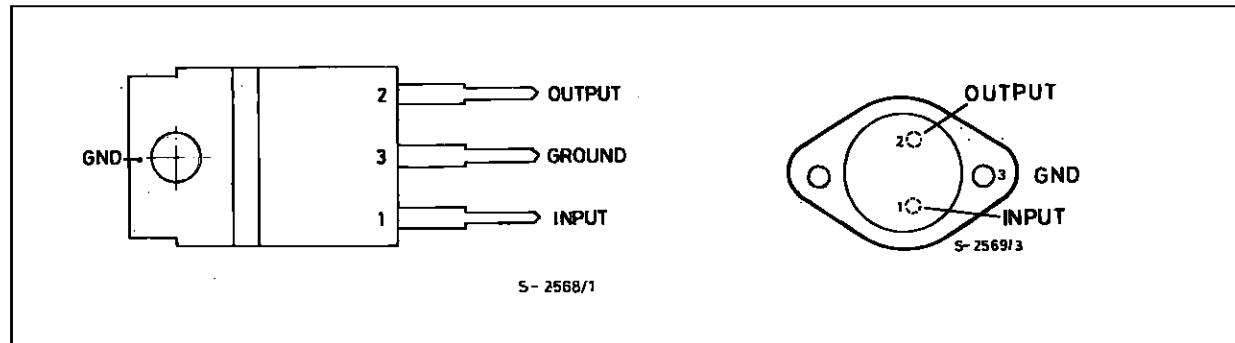 2 OUTPUT
GND 3 GROUND
1 INPUT
S-2568/1
OUTPUT
2
3 GND
1 INPUT
S-2569/3